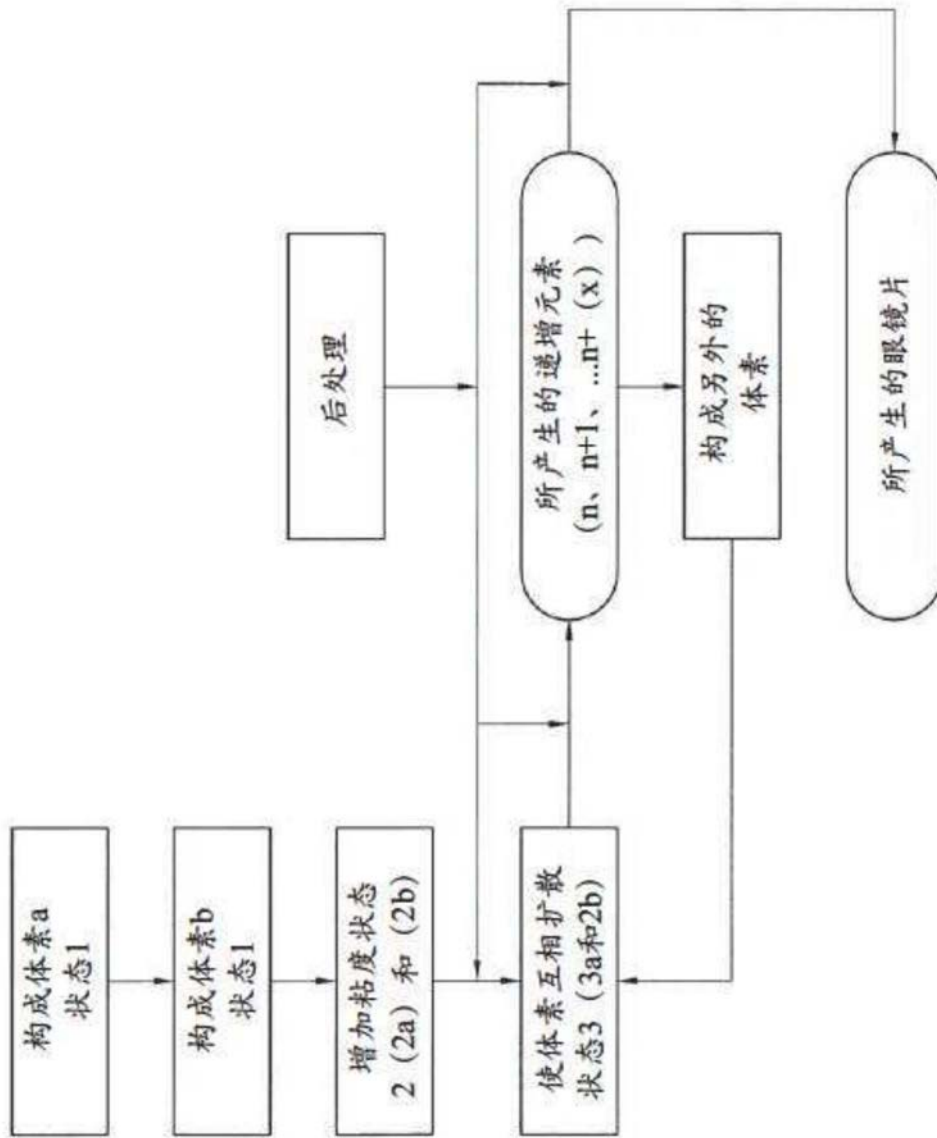 构成体素a
状态1
构成体素b
状态1
增加粘度状态
2（2a）和（2b）
使体素互相扩散
状态3（3a和2b）
后处理
所产生的递增元素
（n、n+1、...n+（x））
构成另外的
体素
所产生的眼镜片